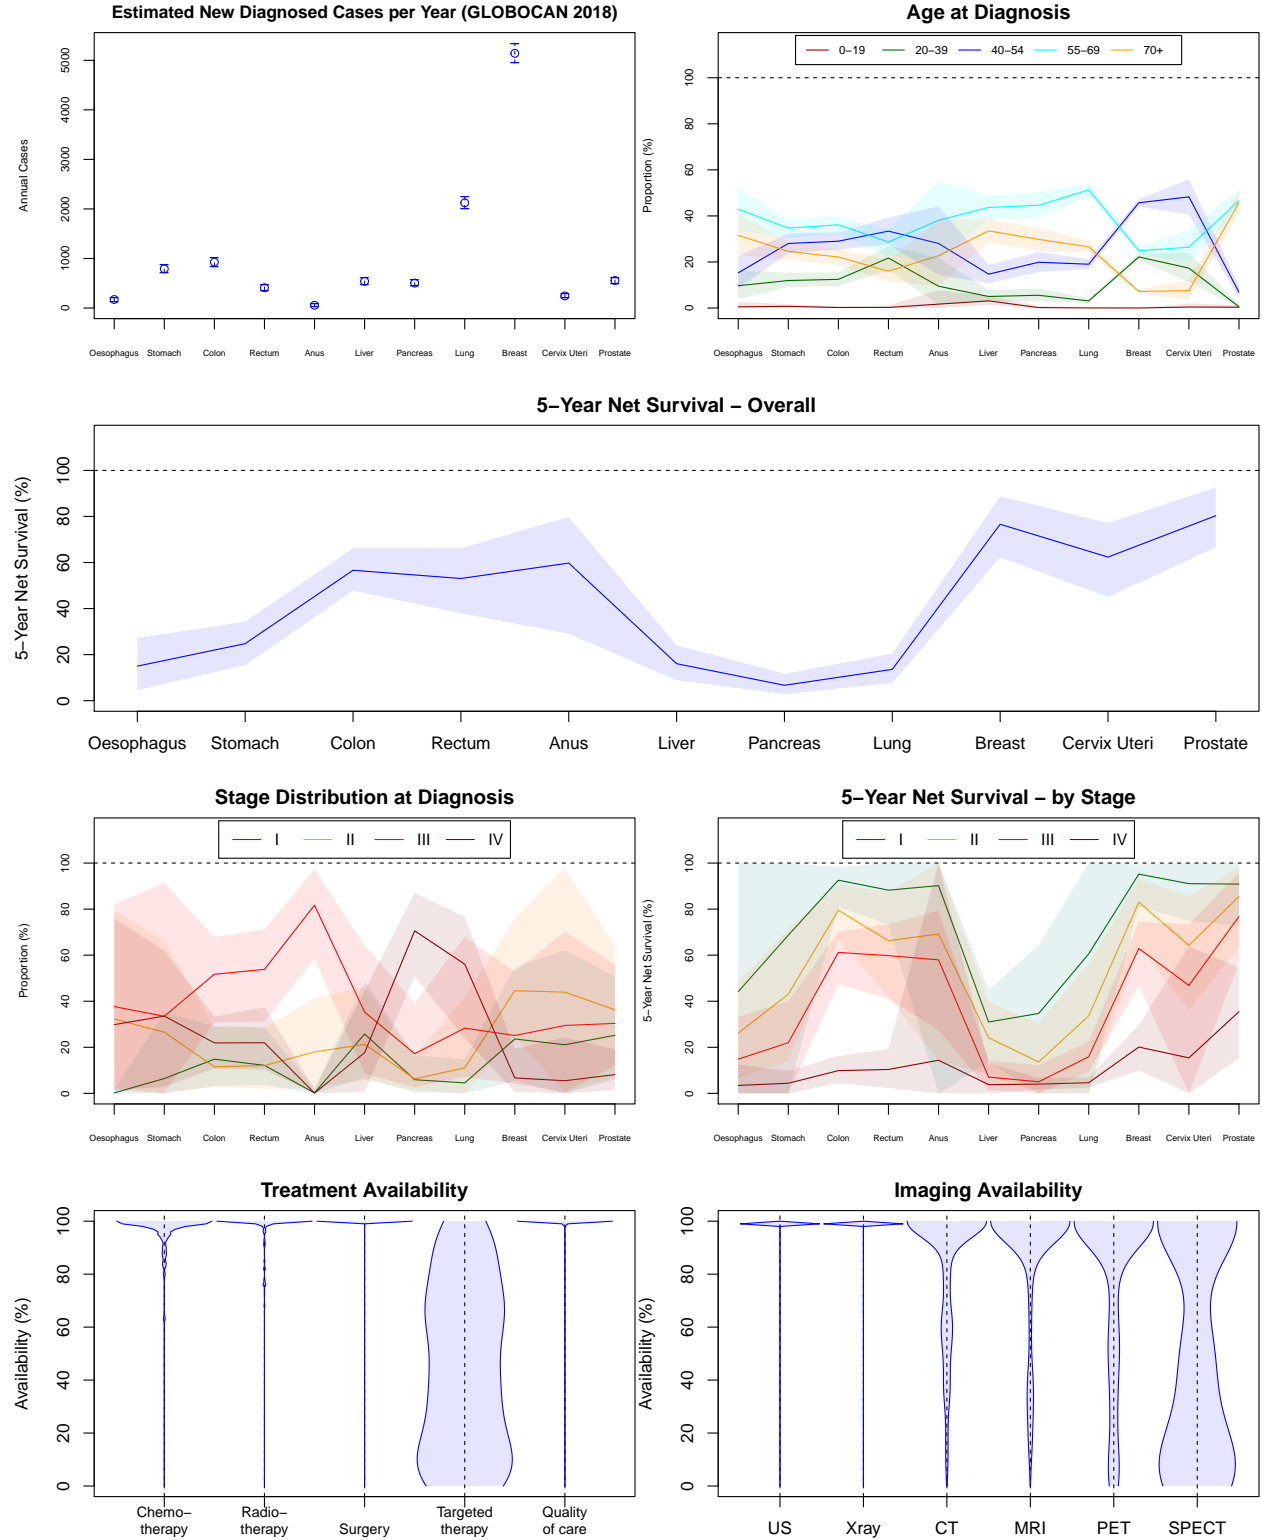 Estimated New Diagnosed Cases per Year (GLOBOCAN 2018)
Annual Cases
0 1000 2000 3000 4000 5000
Oesophagus Stomach Colon Rectum Anus Liver Pancreas Lung Breast Cervix Uteri Prostate
Age at Diagnosis
0–19 20–39 40–54 55–69 70+
Proportion (%)
0 20 40 60 80 100
Oesophagus Stomach Colon Rectum Anus Liver Pancreas Lung Breast Cervix Uteri Prostate
5–Year Net Survival – Overall
5–Year Net Survival (%)
0 20 40 60 80 100
Oesophagus Stomach Colon Rectum Anus Liver Pancreas Lung Breast Cervix Uteri Prostate
Stage Distribution at Diagnosis
I II III IV
Proportion (%)
0 20 40 60 80 100
Oesophagus Stomach Colon Rectum Anus Liver Pancreas Lung Breast Cervix Uteri Prostate
5–Year Net Survival – by Stage
I II III IV
5–Year Net Survival (%)
0 20 40 60 80 100
Oesophagus Stomach Colon Rectum Anus Liver Pancreas Lung Breast Cervix Uteri Prostate
Treatment Availability
Availability (%)
0 20 40 60 80 100
Chemo– Radio– Targeted Quality
therapy therapy Surgery therapy of care
Imaging Availability
Availability (%)
0 20 40 60 80 100
US Xray CT MRI PET SPECT